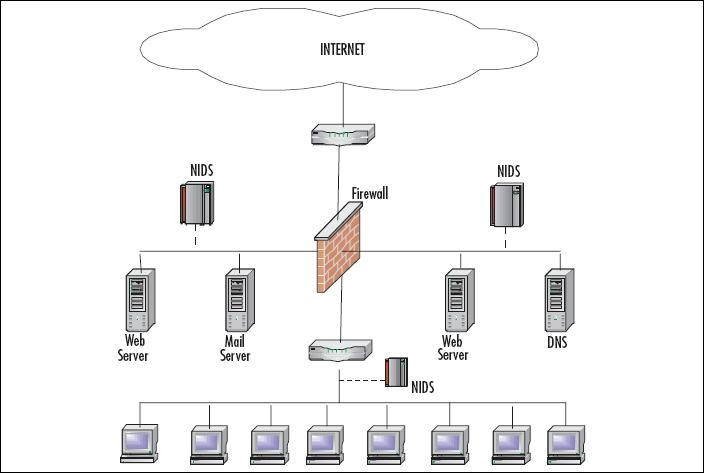 INTERNET
NIDS
NIDS
Firewall
Web
Server
Mail
Server
Web
Server
DNS
NIDS